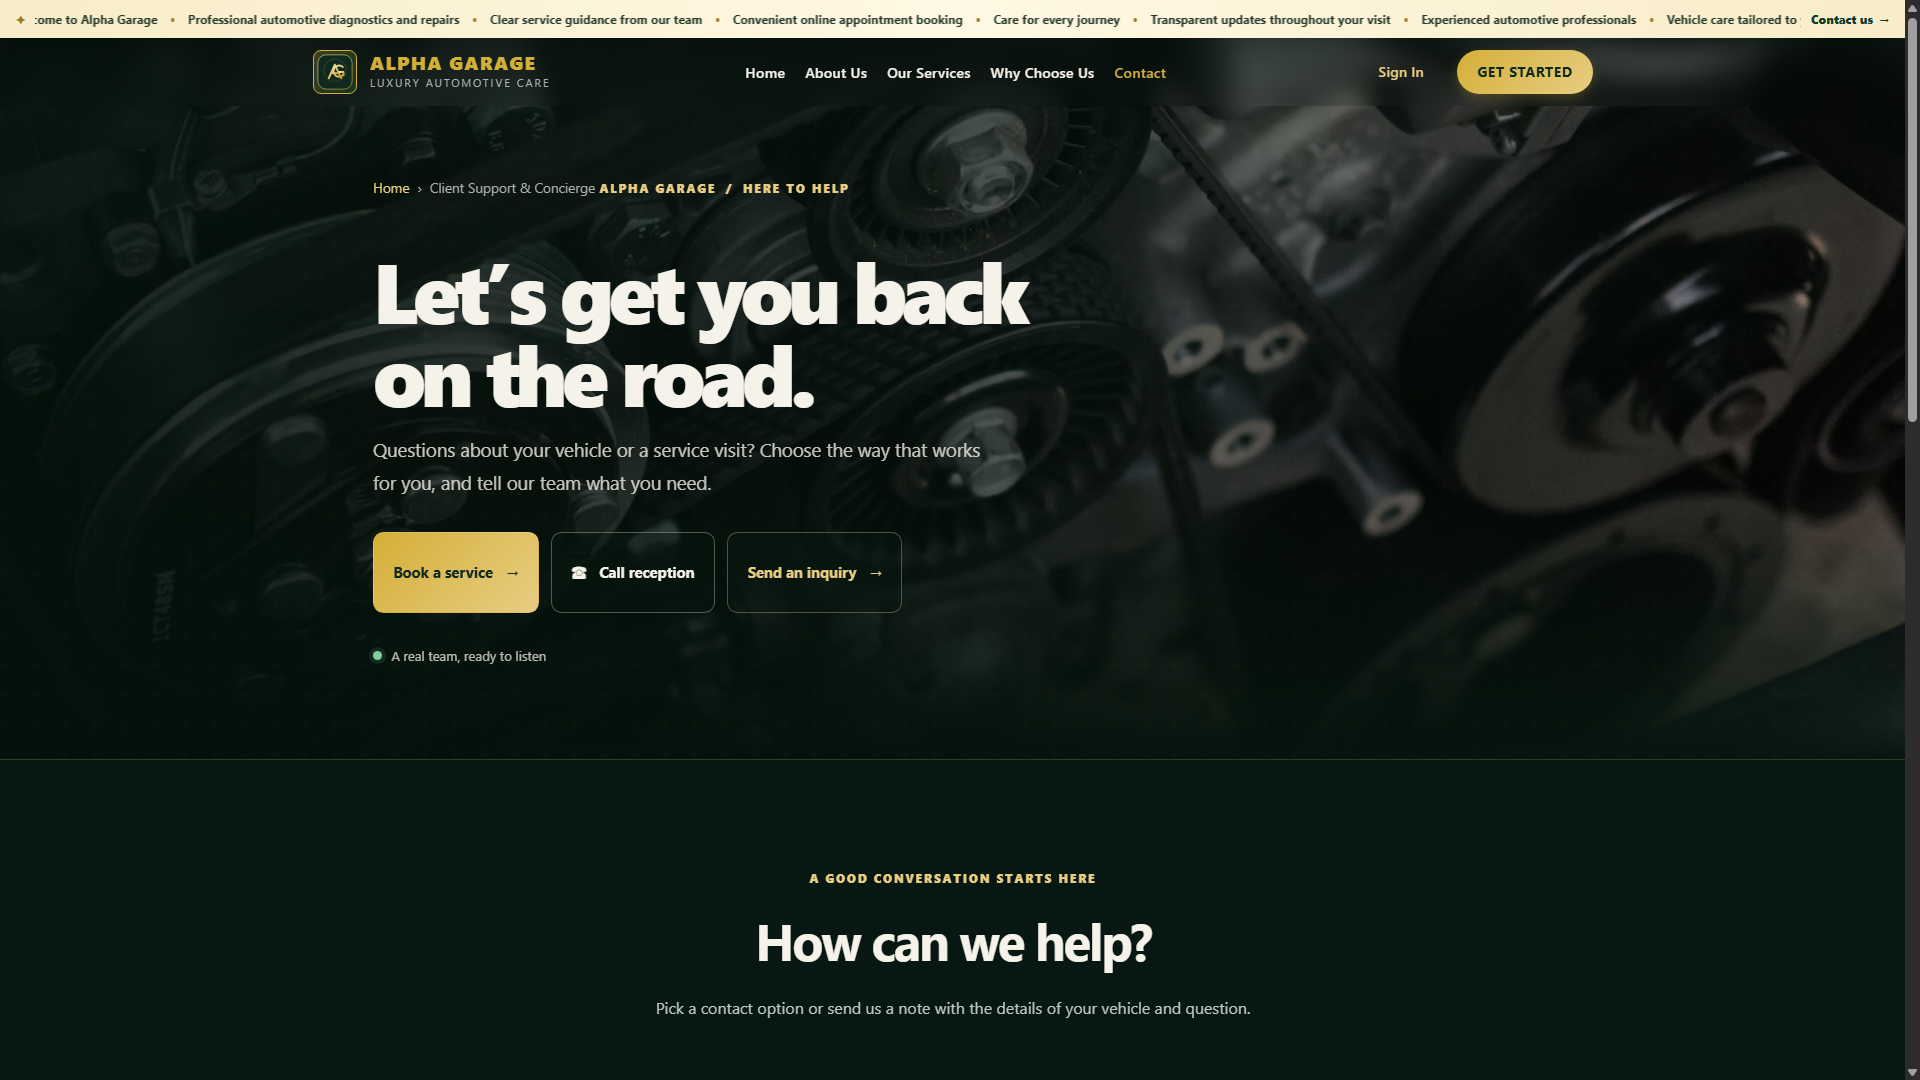 ✦ :ome to Alpha Garage • Professional automotive diagnostics and repairs • Clear service guidance from our team • Convenient online appointment booking • Care for every journey • Transparent updates throughout your visit • Experienced automotive professionals • Vehicle care tailored to Contact us →
AG ALPHA GARAGE
LUXURY AUTOMOTIVE CARE
Home About Us Our Services Why Choose Us Contact
Sign In GET STARTED
Home › Client Support & Concierge ALPHA GARAGE / HERE TO HELP
Let’s get you back
on the road.
Questions about your vehicle or a service visit? Choose the way that works
for you, and tell our team what you need.
Book a service → ☎ Call reception Send an inquiry →
A real team, ready to listen
A GOOD CONVERSATION STARTS HERE
How can we help?
Pick a contact option or send us a note with the details of your vehicle and question.